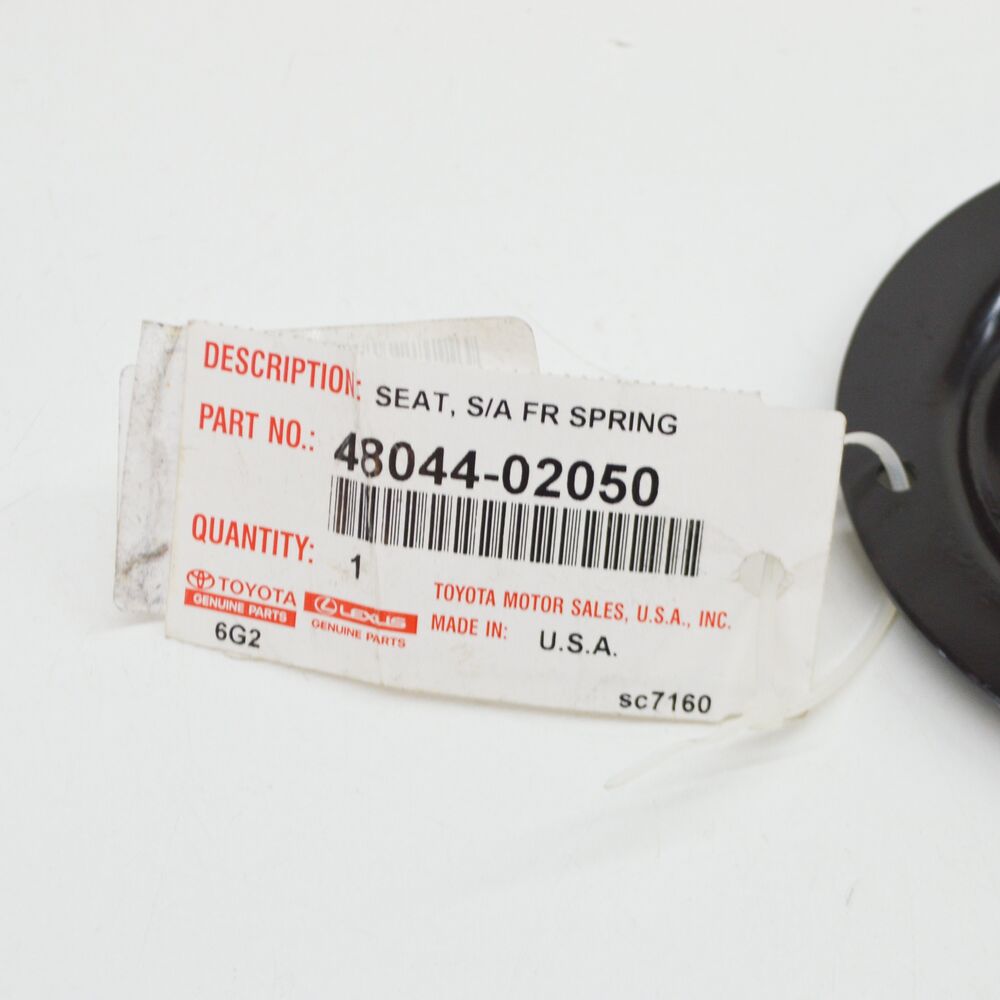 DESCRIPTION: SEAT, S/A FR SPRING
PART NO.: 48044-02050
QUANTITY: 1
TOYOTA
GENUINE PARTS
LEXUS
GENUINE PARTS
TOYOTA MOTOR SALES, U.S.A., INC.
MADE IN: U.S.A.
6G2
sc7160